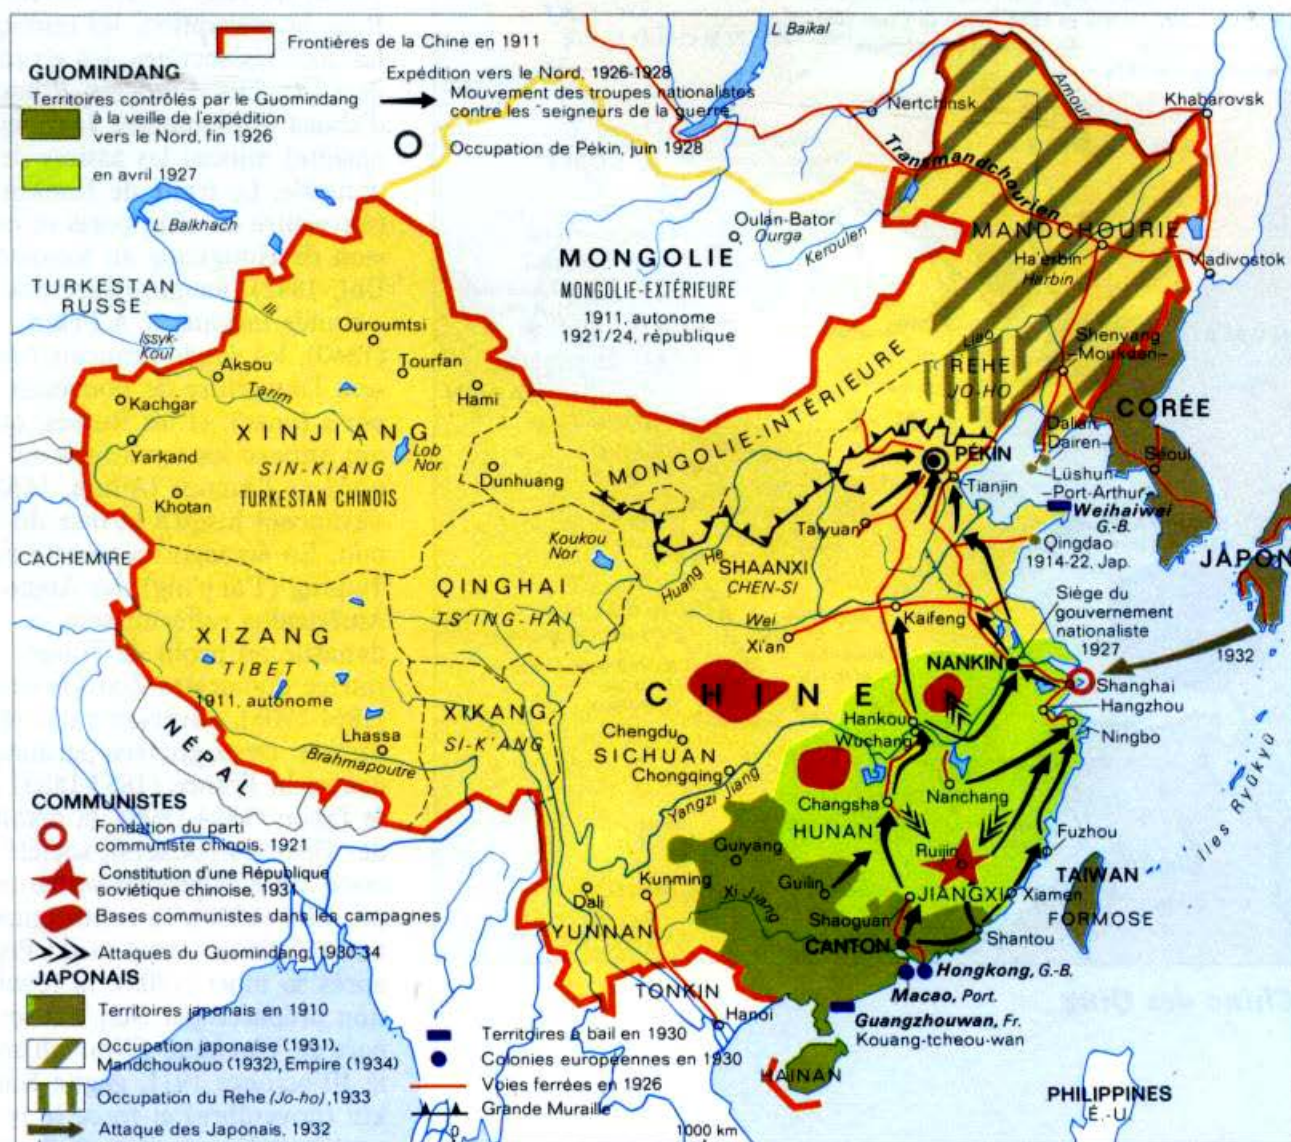 Frontières de la Chine en 1911
GUOMINDANG
Territoires contrôlés par le Guomindang
à la veille de l'expédition
vers le Nord, fin 1926
en avril 1927
Expédition vers le Nord, 1926-1928
Mouvement des troupes nationalistes
contre les "seigneurs de la guerre
Occupation de Pékin, juin 1928
L. Baïkal
Nertchinsk
Amour
Khabarovsk
Transmandchourien
L. Balkhach
Oulan-Bator
Ourga
Keroulen
MANDCHOURIE
Ha'erbin
Harbin
Vladivostok
MONGOLIE
MONGOLIE-EXTÉRIEURE
1911, autonome
1921/24, république
TURKESTAN
RUSSE
Ili
Issyk-
Koul
Ouroumtsi
Aksou
Tourfan
Tarim
Hami
Kachgar
Yarkand
Khotan
XINJIANG
SIN-KIANG
TURKESTAN CHINOIS
Lob
Nor
Dunhuang
MONGOLIE-INTÉRIEURE
Liao
REHE
JO-HO
Shenyang
Moukden
CORÉE
Séoul
Dalian
Dairen
PÉKIN
Tianjin
Lüshun
Port-Arthur
Weihaiwei
G.-B.
Taiyuan
Qingdao
1914-22, Jap.
JAPON
CACHEMIRE
Koukou
Nor
QINGHAI
TS'ING-HAI
Huang He
SHAANXI
CHEN-SI
Wei
Xi'an
Kaifeng
Siège du
gouvernement
nationaliste
1927
1932
XIZANG
TIBET
1911, autonome
NANKIN
Shanghai
Hangzhou
Ningbo
CHINE
NÉPAL
Lhassa
Brahmapoutre
XIKANG
SI-K'ANG
Chengdu
SICHUAN
Chongqing
Yangzi Jiang
Hankou
Wuchang
Nanchang
Changsha
HUNAN
Iles Ryūkyū
Guiyang
Guilin
Ruijin
Fuzhou
Kunming
Xi Jiang
JIANGXI
Xiamen
TAIWAN
FORMOSE
Dali
YUNNAN
Shaoguan
CANTON
Shantou
Hongkong, G.-B.
Macao, Port.
Guangzhouwan, Fr.
Kouang-tcheou-wan
TONKIN
Hanoi
HAINAN
PHILIPPINES
É.-U.
COMMUNISTES
Fondation du parti
communiste chinois, 1921
Constitution d'une République
soviétique chinoise, 1931
Bases communistes dans les campagnes
Attaques du Guomindang, 1930-34
JAPONAIS
Territoires japonais en 1910
Occupation japonaise (1931),
Mandchoukouo (1932), Empire (1934)
Occupation du Rehe (Jo-ho), 1933
Attaque des Japonais, 1932
Territoires à bail en 1930
Colonies européennes en 1930
Voies ferrées en 1926
Grande Muraille
0 1000 km